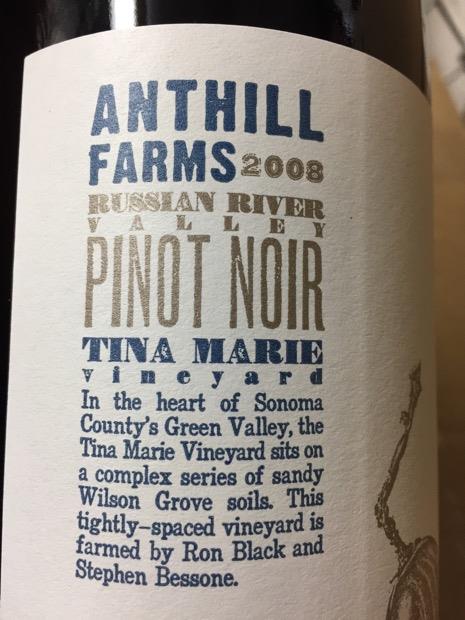 ANTHILL
FARMS 2008
RUSSIAN RIVER
VALLEY
PINOT NOIR
TINA MARIE
vineyard
In the heart of Sonoma
County's Green Valley, the
Tina Marie Vineyard sits on
a complex series of sandy
Wilson Grove soils. This
tightly-spaced vineyard is
farmed by Ron Black and
Stephen Bessone.